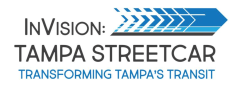 INVISION:
TAMPA STREETCAR
TRANSFORMING TAMPA'S TRANSIT